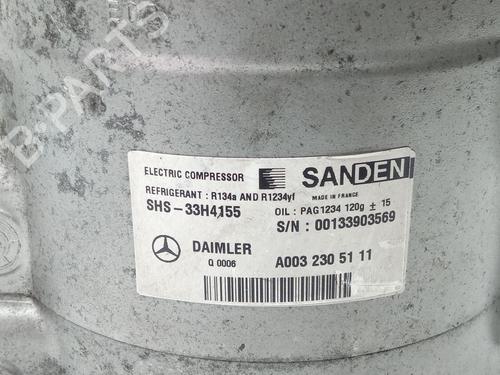 B-PARTS
ELECTRIC COMPRESSOR
SANDEN
REFRIGERANT : R134a AND R1234yf
MADE IN FRANCE
SHS-33H4155
OIL : PAG1234 120g ± 15
S/N : 00133903569
DAIMLER
Q 0006
A003 230 51 11